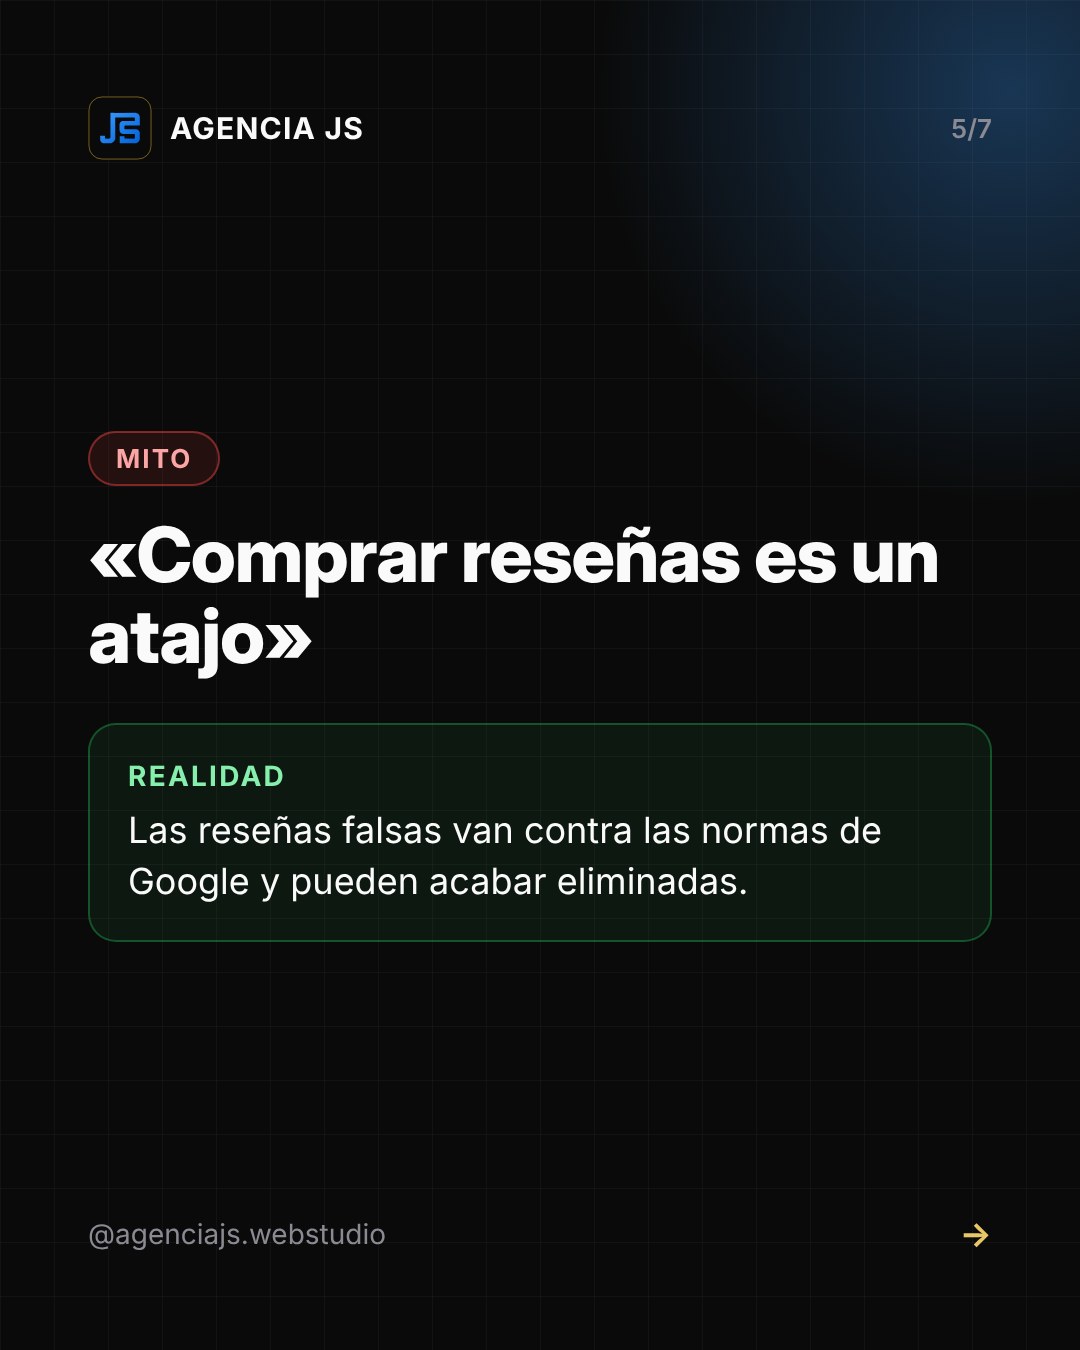 JS AGENCIA JS
5/7
MITO
«Comprar reseñas es un
atajo»
REALIDAD
Las reseñas falsas van contra las normas de
Google y pueden acabar eliminadas.
@agenciajs.webstudio
→